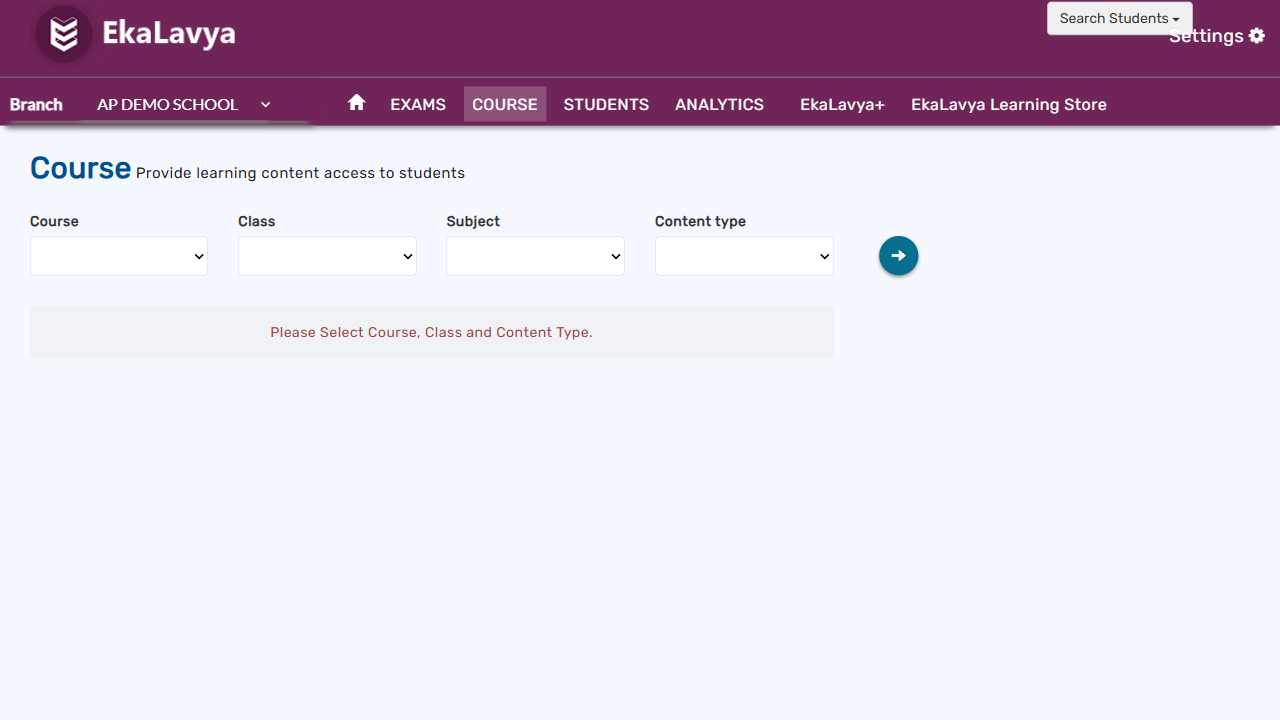 EkaLavya
Search Students
Settings
Branch
AP DEMO SCHOOL
EXAMS
COURSE
STUDENTS
ANALYTICS
EkaLavya+
EkaLavya Learning Store
Course Provide learning content access to students
Course
Class
Subject
Content type
Please Select Course, Class and Content Type.